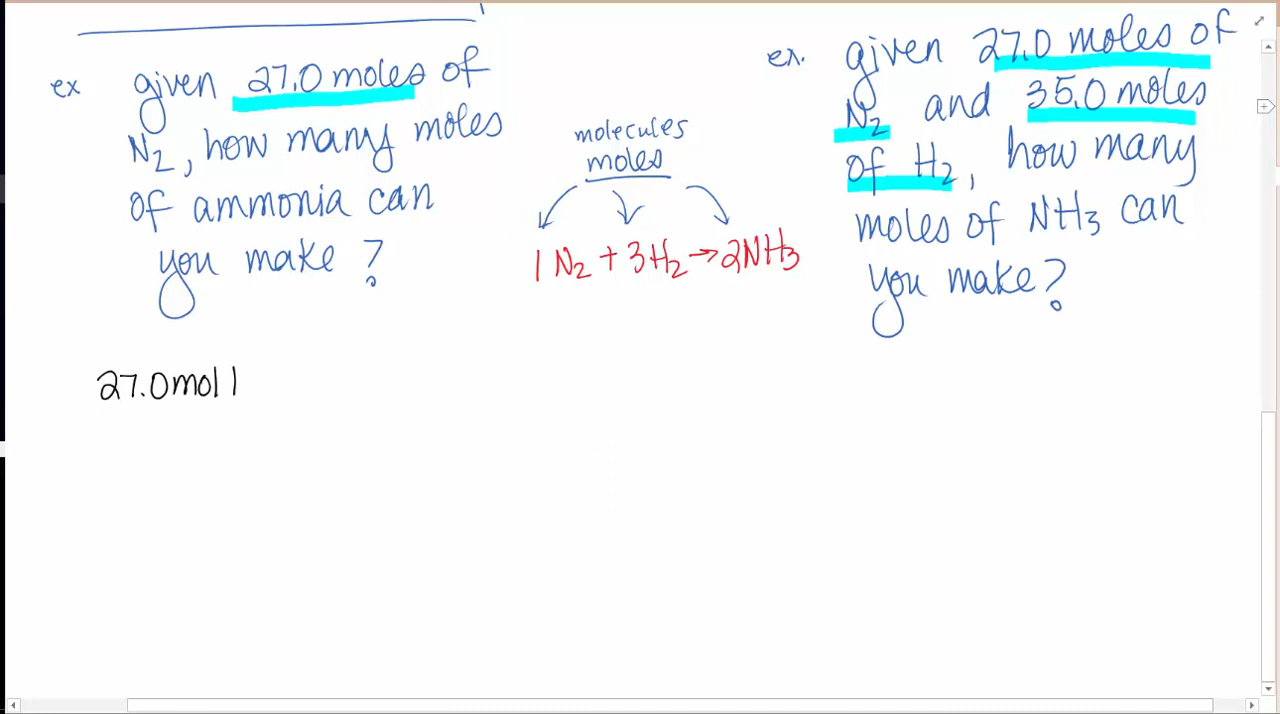 ex given 27.0 moles of
N₂, how many moles
of ammonia can
you make?
molecules
moles
1 N₂ + 3H₂ → 2NH₃
ex. given 27.0 moles of
N₂ and 35.0 moles
of H₂, how many
moles of NH₃ can
you make?
27.0 mol